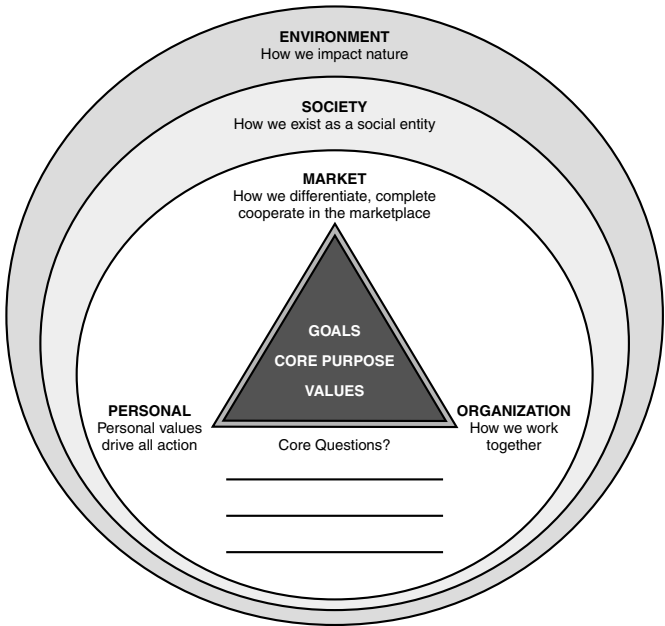 ENVIRONMENT
How we impact nature
SOCIETY
How we exist as a social entity
MARKET
How we differentiate, complete
cooperate in the marketplace
GOALS
CORE PURPOSE
VALUES
PERSONAL
Personal values
drive all action
ORGANIZATION
How we work
together
Core Questions?